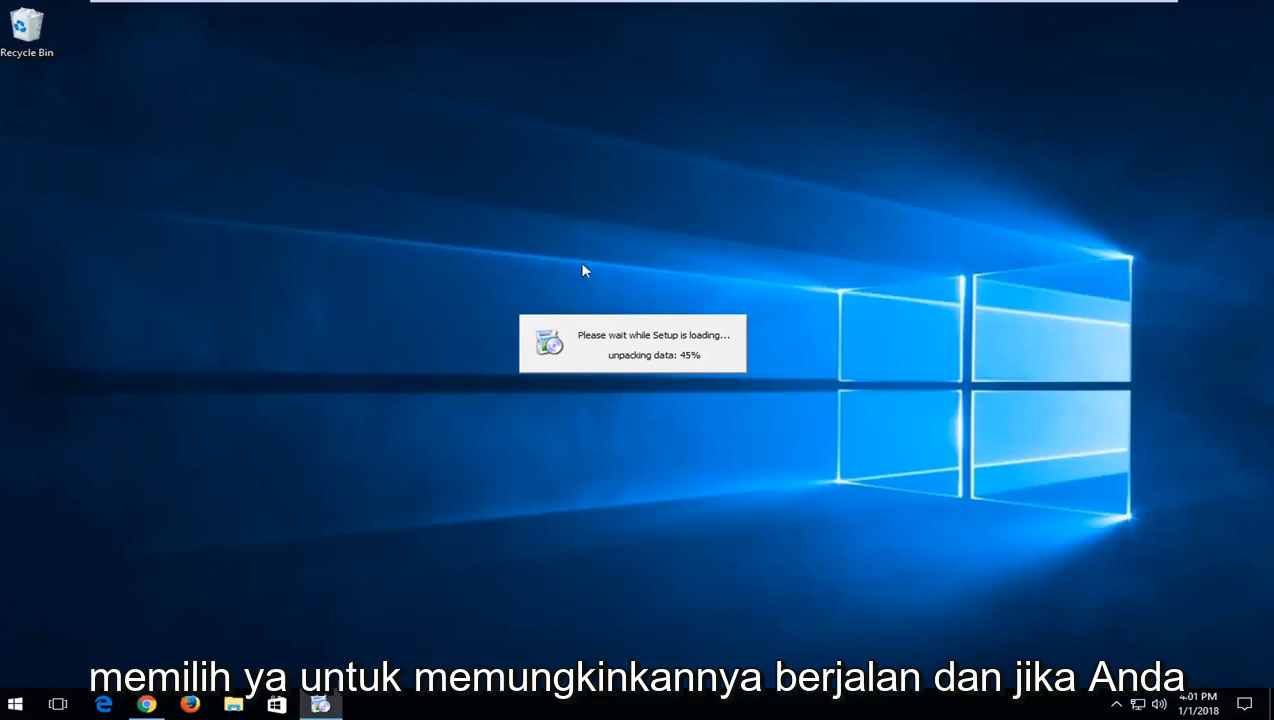 Recycle Bin
Please wait while Setup is loading...
unpacking data: 45%
memilih ya untuk memungkinkannya berjalan dan jika Anda
4:01 PM
1/1/2018